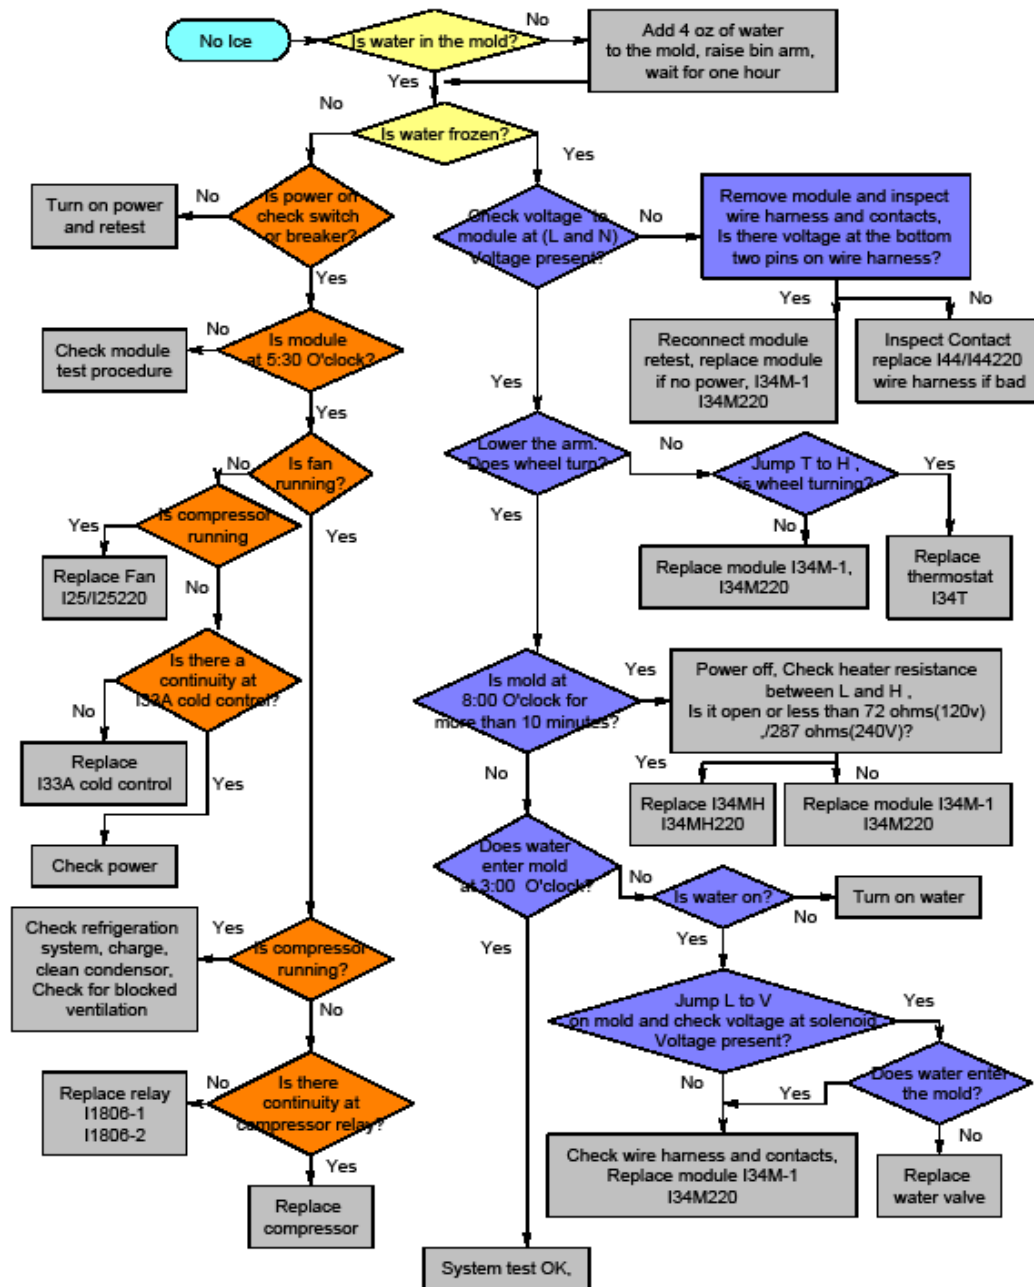 No Ice
Is water in the mold?
No
Add 4 oz of water
to the mold, raise bin arm,
wait for one hour
Yes
No
Is water frozen?
Yes
Is power on
check switch
or breaker?
No
Turn on power
and retest
Yes
Check voltage to
module at (L and N)
Voltage present?
No
Remove module and inspect
wire harness and contacts,
Is there voltage at the bottom
two pins on wire harness?
Yes
No
Reconnect module
retest, replace module
if no power, I34M-1
I34M220
Inspect Contact
replace I44/I44220
wire harness if bad
Is module
at 5:30 O'clock?
No
Check module
test procedure
Yes
Yes
Is fan
running?
No
Yes
Is compressor
running
Yes
Replace Fan
I25/I25220
No
Lower the arm.
Does wheel turn?
No
Jump T to H ,
is wheel turning?
Yes
No
Replace module I34M-1,
I34M220
Replace
thermostat
I34T
Yes
Is there a
continuity at
I33A cold control?
No
Replace
I33A cold control
Yes
Check power
Is mold at
8:00 O'clock for
more than 10 minutes?
Yes
Power off, Check heater resistance
between L and H ,
Is it open or less than 72 ohms(120v)
,/287 ohms(240V)?
Yes
No
Replace I34MH
I34MH220
Replace module I34M-1
I34M220
No
Does water
enter mold
at 3:00 O'clock?
No
Is water on?
No
Turn on water
Yes
Yes
Check refrigeration
system, charge,
clean condensor,
Check for blocked
ventilation
Yes
Is compressor
running?
No
Jump L to V
on mold and check voltage at solenoid
Voltage present?
Yes
No
Does water enter
the mold?
Yes
No
Replace relay
I1806-1
I1806-2
No
Is there
continuity at
compressor relay?
Yes
Replace
compressor
Check wire harness and contacts,
Replace module I34M-1
I34M220
Replace
water valve
System test OK,